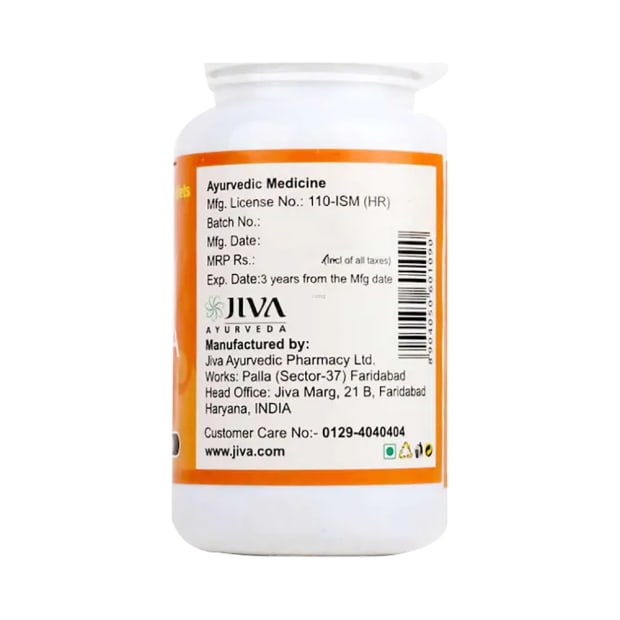 lets
Ayurvedic Medicine
Mfg. License No.: 110-ISM (HR)
Batch No.:
Mfg. Date:
MRP Rs.: (Incl of all taxes)
Exp. Date:3 years from the Mfg date
JIVA
AYURVEDA
Manufactured by:
Jiva Ayurvedic Pharmacy Ltd.
Works: Palla (Sector-37) Faridabad
Head Office: Jiva Marg, 21 B, Faridabad
Haryana, INDIA
Customer Care No:- 0129-4040404
www.jiva.com
8904050601090